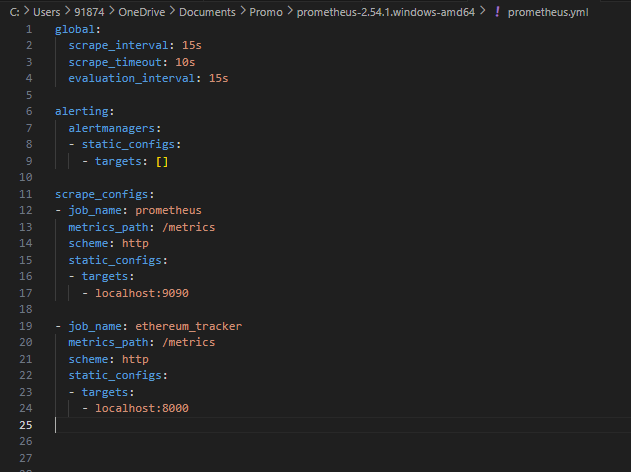 C: > Users > 91874 > OneDrive > Documents > Promo > prometheus-2.54.1.windows-amd64 > ! prometheus.yml
1 global:
2   scrape_interval: 15s
3   scrape_timeout: 10s
4   evaluation_interval: 15s
5
6 alerting:
7   alertmanagers:
8   - static_configs:
9     - targets: []
10
11 scrape_configs:
12 - job_name: prometheus
13   metrics_path: /metrics
14   scheme: http
15   static_configs:
16   - targets:
17     - localhost:9090
18
19 - job_name: ethereum_tracker
20   metrics_path: /metrics
21   scheme: http
22   static_configs:
23   - targets:
24     - localhost:8000
25
26
27